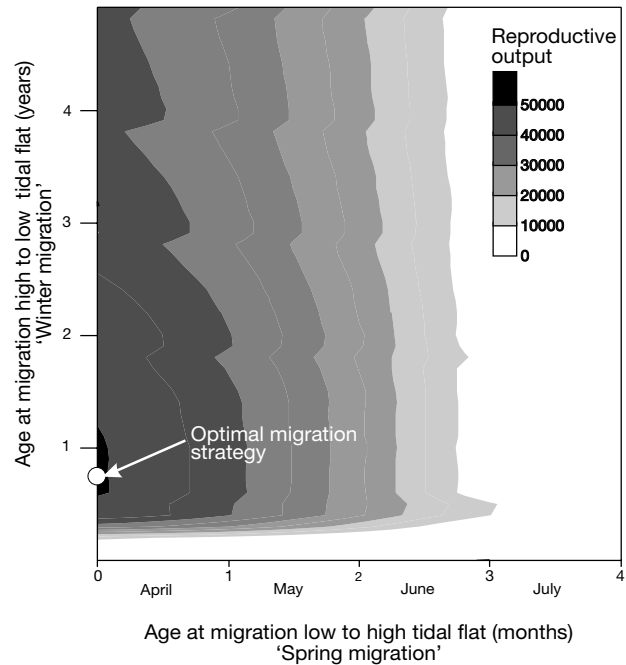 Reproductive
output
50000
40000
30000
20000
10000
0
Age at migration high to low tidal flat (years)
'Winter migration'
4
3
2
1
Optimal migration
strategy
0 1 2 3 4
April May June July
Age at migration low to high tidal flat (months)
'Spring migration'